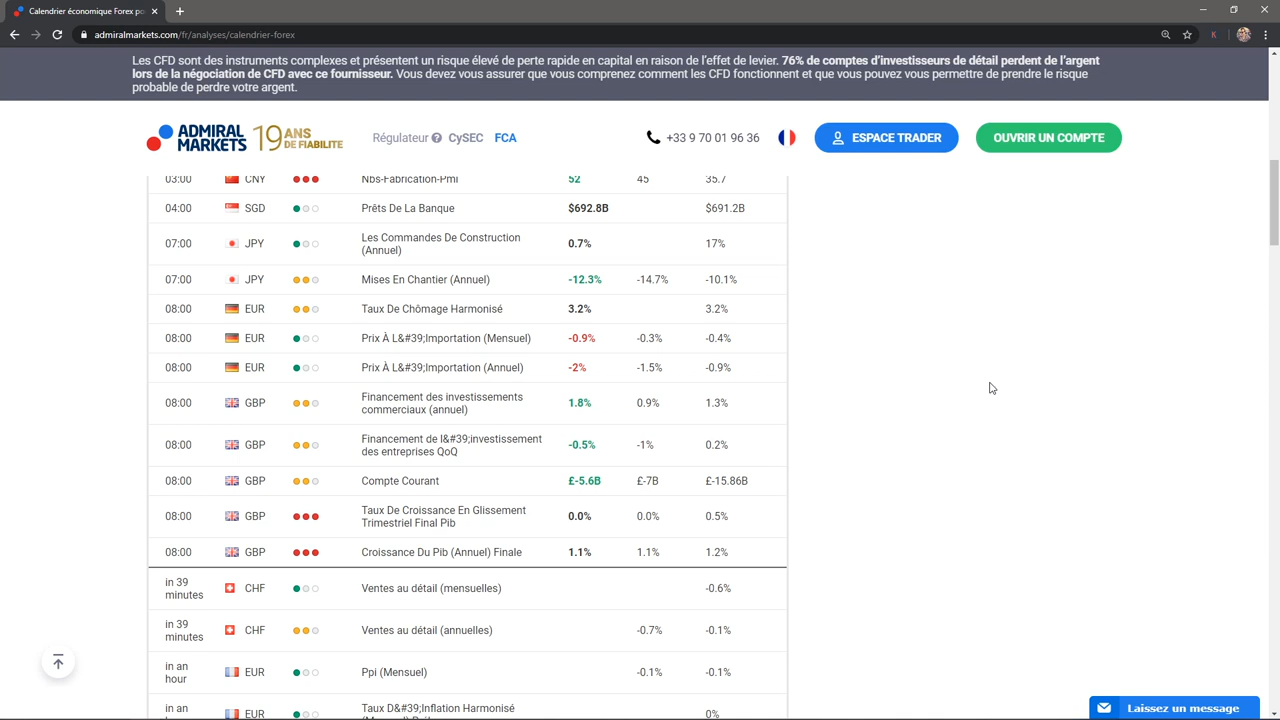 Calendrier économique Forex po
admiralmarkets.com/fr/analyses/calendrier-forex
K
Les CFD sont des instruments complexes et présentent un risque élevé de perte rapide en capital en raison de l'effet de levier. 76% de comptes d'investisseurs de détail perdent de l'argent
lors de la négociation de CFD avec ce fournisseur. Vous devez vous assurer que vous comprenez comment les CFD fonctionnent et que vous pouvez vous permettre de prendre le risque
probable de perdre votre argent.
ADMIRAL MARKETS 19 ANS DE FIABILITE Régulateur ? CySEC FCA +33 9 70 01 96 36 ESPACE TRADER OUVRIR UN COMPTE
03:00 CNY Nbs-Fabrication-Pmi 52 45 35.7
04:00 SGD Prêts De La Banque $692.8B $691.2B
07:00 JPY Les Commandes De Construction
(Annuel) 0.7% 17%
07:00 JPY Mises En Chantier (Annuel) -12.3% -14.7% -10.1%
08:00 EUR Taux De Chômage Harmonisé 3.2% 3.2%
08:00 EUR Prix À L&#39;Importation (Mensuel) -0.9% -0.3% -0.4%
08:00 EUR Prix À L&#39;Importation (Annuel) -2% -1.5% -0.9%
08:00 GBP Financement des investissements
commerciaux (annuel) 1.8% 0.9% 1.3%
08:00 GBP Financement de l&#39;investissement
des entreprises QoQ -0.5% -1% 0.2%
08:00 GBP Compte Courant £-5.6B £-7B £-15.86B
08:00 GBP Taux De Croissance En Glissement
Trimestriel Final Pib 0.0% 0.0% 0.5%
08:00 GBP Croissance Du Pib (Annuel) Finale 1.1% 1.1% 1.2%
in 39
minutes CHF Ventes au détail (mensuelles) -0.6%
in 39
minutes CHF Ventes au détail (annuelles) -0.7% -0.1%
in an
hour EUR Ppi (Mensuel) -0.1% -0.1%
in an EUR Taux D&#39;Inflation Harmonisé 0%
Laissez un message